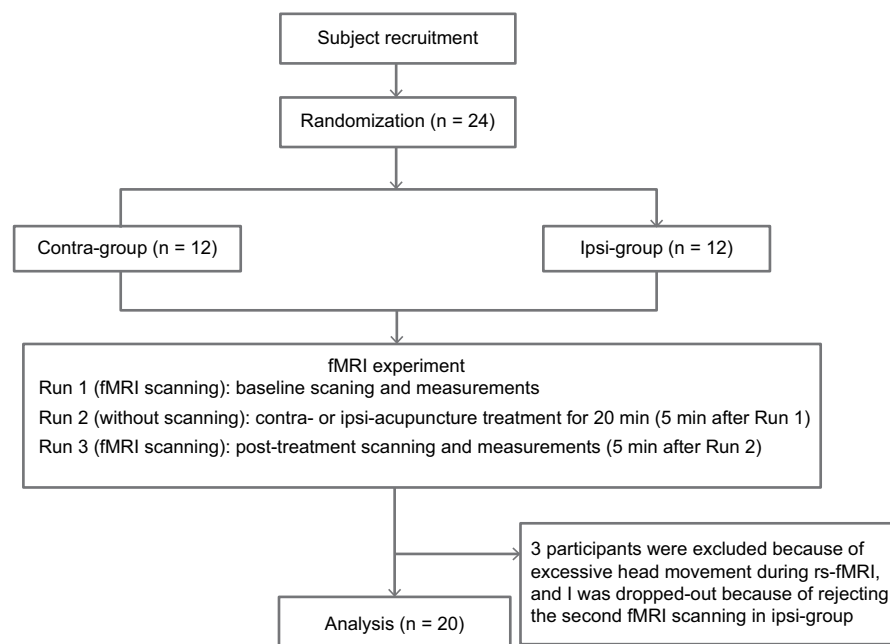 Subject recruitment
Randomization (n = 24)
Contra-group (n = 12)
Ipsi-group (n = 12)
fMRI experiment
Run 1 (fMRI scanning): baseline scaning and measurements
Run 2 (without scanning): contra- or ipsi-acupuncture treatment for 20 min (5 min after Run 1)
Run 3 (fMRI scanning): post-treatment scanning and measurements (5 min after Run 2)
3 participants were excluded because of
excessive head movement during rs-fMRI,
and I was dropped-out because of rejecting
the second fMRI scanning in ipsi-group
Analysis (n = 20)